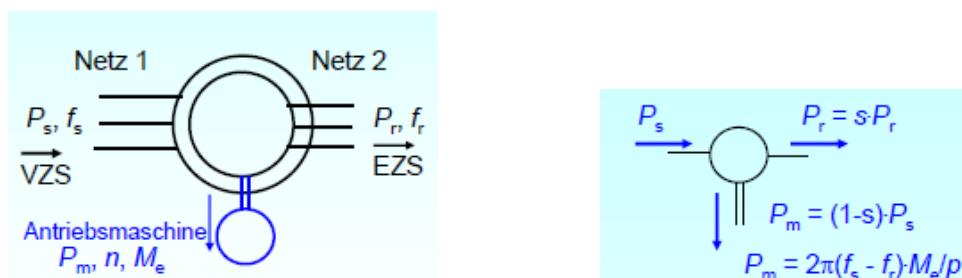 Netz 1
Netz 2
Ps, fs
VZS
Pr, fr
EZS
Antriebsmaschine
Pm, n, Me
Ps
Pr = s·Pr
Pm = (1-s)·Ps
Pm = 2π(fs - fr)·Me/p